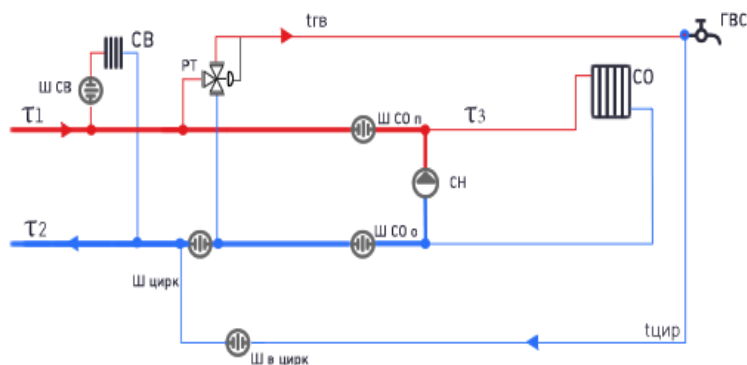 tгв
ГВС
СВ
РТ
Ш СВ
СО
τ1
Ш СО п
τ3
СН
τ2
Ш СО о
Ш цирк
tцир
Ш в цирк